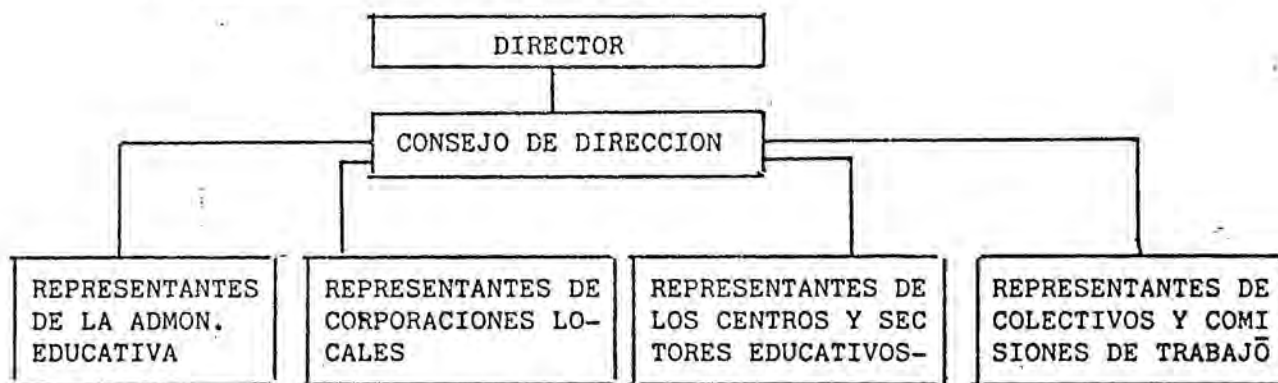 DIRECTOR
CONSEJO DE DIRECCION
REPRESENTANTES
DE LA ADMON.
EDUCATIVA
REPRESENTANTES DE
CORPORACIONES LO-
CALES
REPRESENTANTES DE
LOS CENTROS Y SEC
TORES EDUCATIVOS-
REPRESENTANTES DE
COLECTIVOS Y COMI
SIONES DE TRABAJŌ